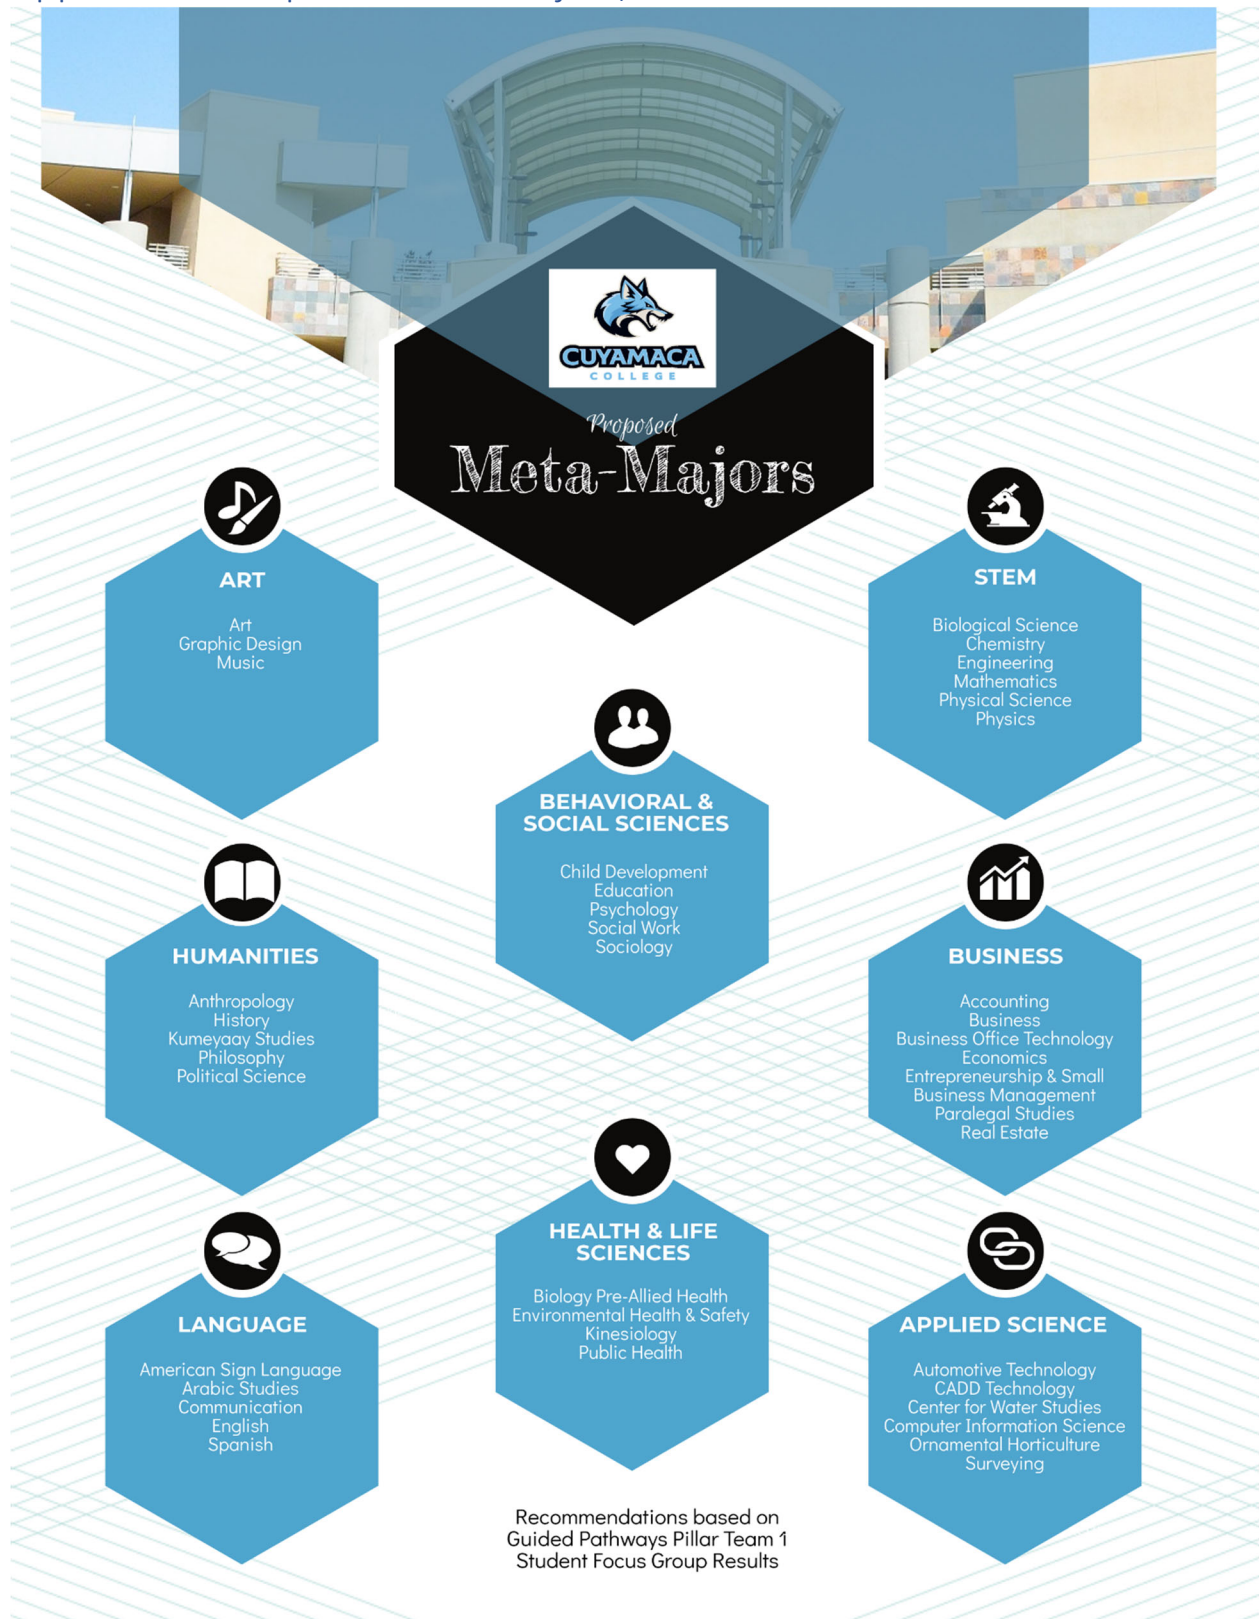 CUYAMACA
COLLEGE
Proposed
Meta-Majors
ART
Art
Graphic Design
Music
STEM
Biological Science
Chemistry
Engineering
Mathematics
Physical Science
Physics
BEHAVIORAL &
SOCIAL SCIENCES
Child Development
Education
Psychology
Social Work
Sociology
HUMANITIES
Anthropology
History
Kumeyaay Studies
Philosophy
Political Science
BUSINESS
Accounting
Business
Business Office Technology
Economics
Entrepreneurship & Small
Business Management
Paralegal Studies
Real Estate
HEALTH & LIFE
SCIENCES
Biology Pre-Allied Health
Environmental Health & Safety
Kinesiology
Public Health
LANGUAGE
American Sign Language
Arabic Studies
Communication
English
Spanish
APPLIED SCIENCE
Automotive Technology
CADD Technology
Center for Water Studies
Computer Information Science
Ornamental Horticulture
Surveying
Recommendations based on
Guided Pathways Pillar Team 1
Student Focus Group Results